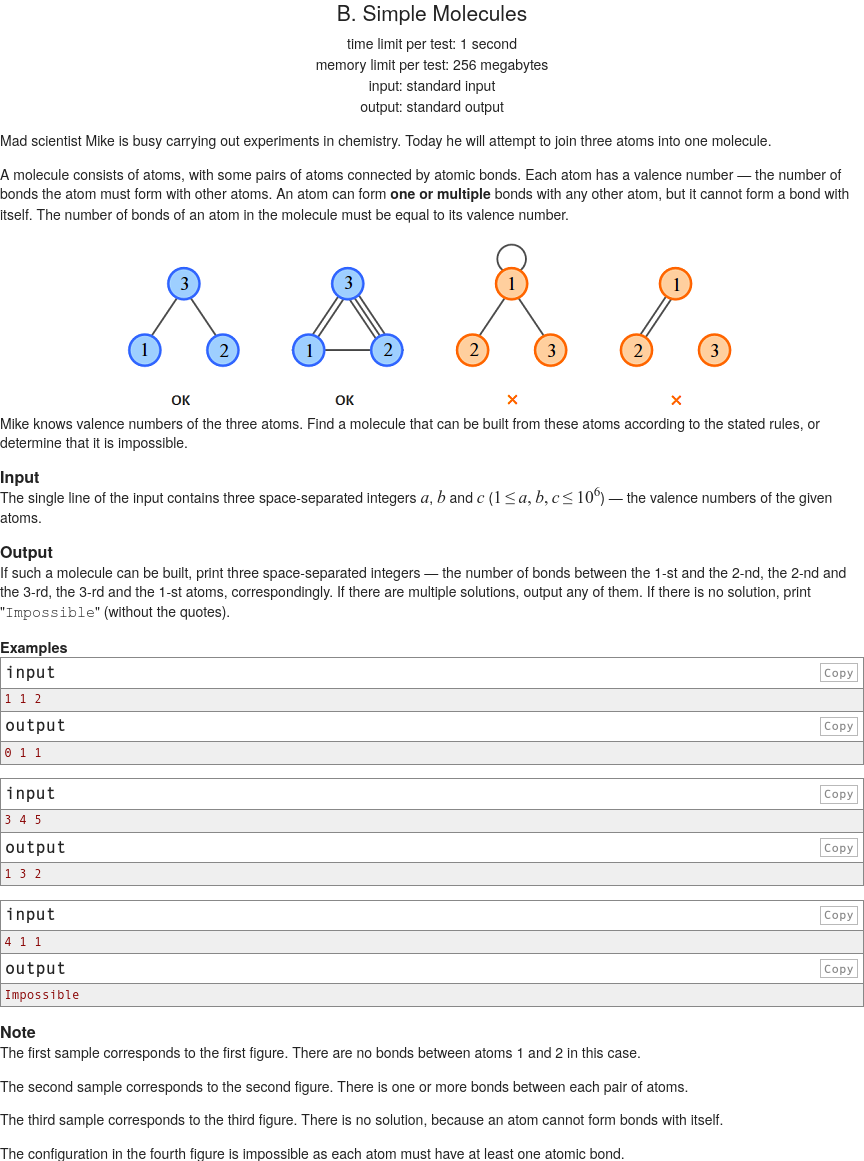 B. Simple Molecules
time limit per test: 1 second
memory limit per test: 256 megabytes
input: standard input
output: standard output
Mad scientist Mike is busy carrying out experiments in chemistry. Today he will attempt to join three atoms into one molecule.
A molecule consists of atoms, with some pairs of atoms connected by atomic bonds. Each atom has a valence number — the number of
bonds the atom must form with other atoms. An atom can form one or multiple bonds with any other atom, but it cannot form a bond with
itself. The number of bonds of an atom in the molecule must be equal to its valence number.
3 3 1 1
1 2 1 2 2 3 2 3
OK OK × ×
Mike knows valence numbers of the three atoms. Find a molecule that can be built from these atoms according to the stated rules, or
determine that it is impossible.
Input
The single line of the input contains three space-separated integers a, b and c (1 ≤ a, b, c ≤ 10⁶) — the valence numbers of the given
atoms.
Output
If such a molecule can be built, print three space-separated integers — the number of bonds between the 1-st and the 2-nd, the 2-nd and
the 3-rd, the 3-rd and the 1-st atoms, correspondingly. If there are multiple solutions, output any of them. If there is no solution, print
"Impossible" (without the quotes).
Examples
input Copy
1 1 2
output Copy
0 1 1
input Copy
3 4 5
output Copy
1 3 2
input Copy
4 1 1
output Copy
Impossible
Note
The first sample corresponds to the first figure. There are no bonds between atoms 1 and 2 in this case.
The second sample corresponds to the second figure. There is one or more bonds between each pair of atoms.
The third sample corresponds to the third figure. There is no solution, because an atom cannot form bonds with itself.
The configuration in the fourth figure is impossible as each atom must have at least one atomic bond.